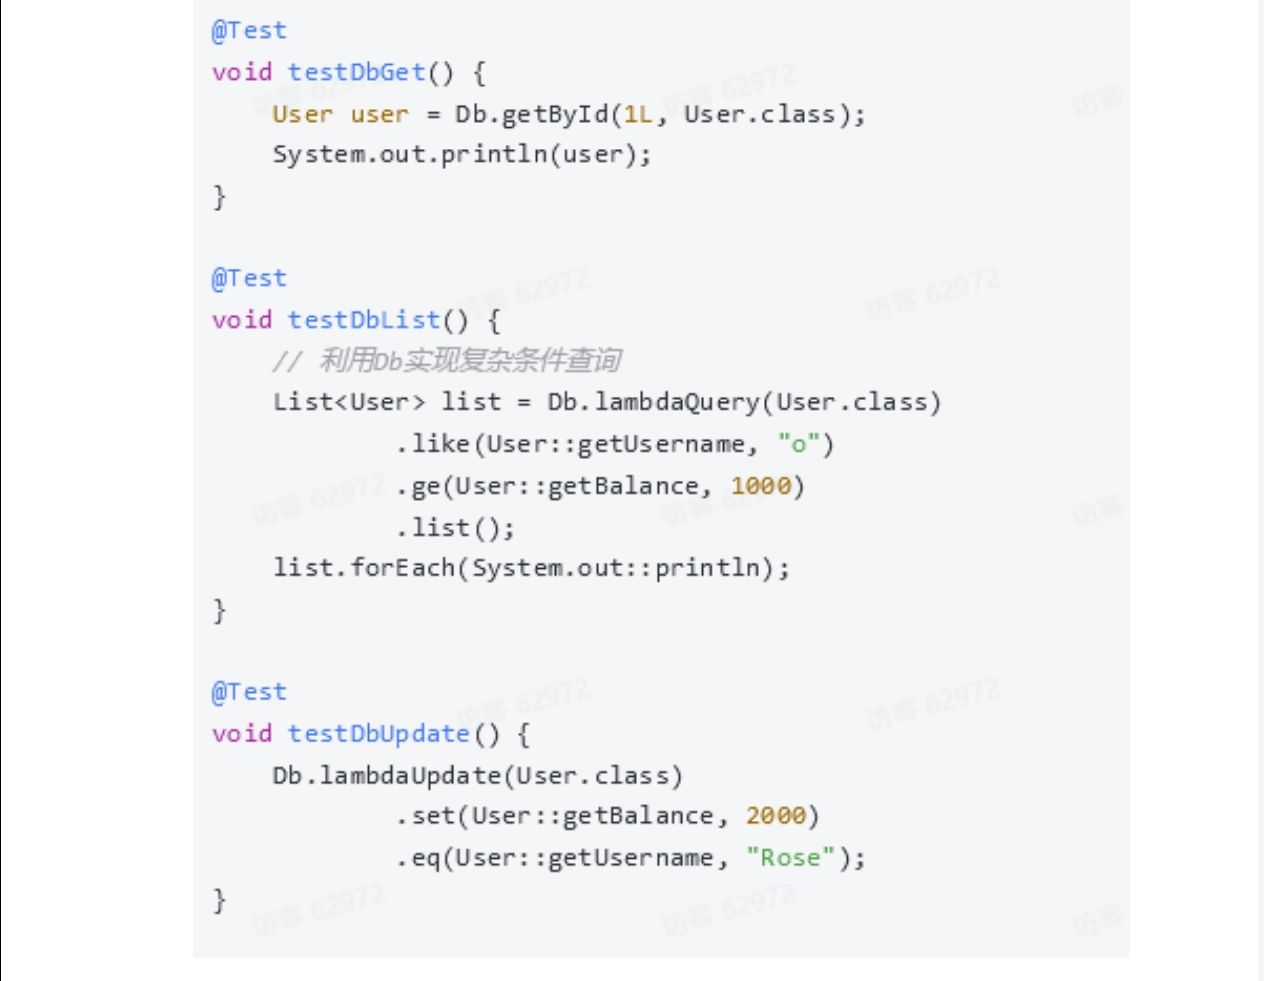 @Test
void testDbGet() {
    User user = Db.getById(1L, User.class);
    System.out.println(user);
}

@Test
void testDbList() {
    // 利用Db实现复杂条件查询
    List<User> list = Db.lambdaQuery(User.class)
            .like(User::getUsername, "o")
            .ge(User::getBalance, 1000)
            .list();
    list.forEach(System.out::println);
}

@Test
void testDbUpdate() {
    Db.lambdaUpdate(User.class)
            .set(User::getBalance, 2000)
            .eq(User::getUsername, "Rose");
}
访客 62972
访客 62972
访客
访客 62972
访客 62972
访客 62972
访客 62972
访客
访客 62972
访客 62972
访客 62972
访客 62972
访客